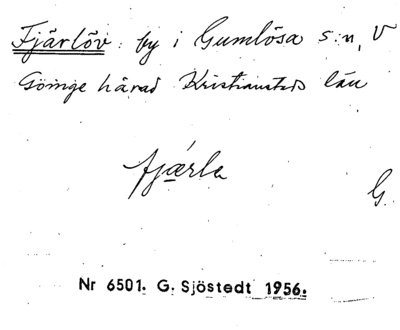 Fjärlöv: by i Gumlösa s:n, V
Göinge härad Kristianstads län
fjærle
G.
Nr 6501. G. Sjöstedt 1956.